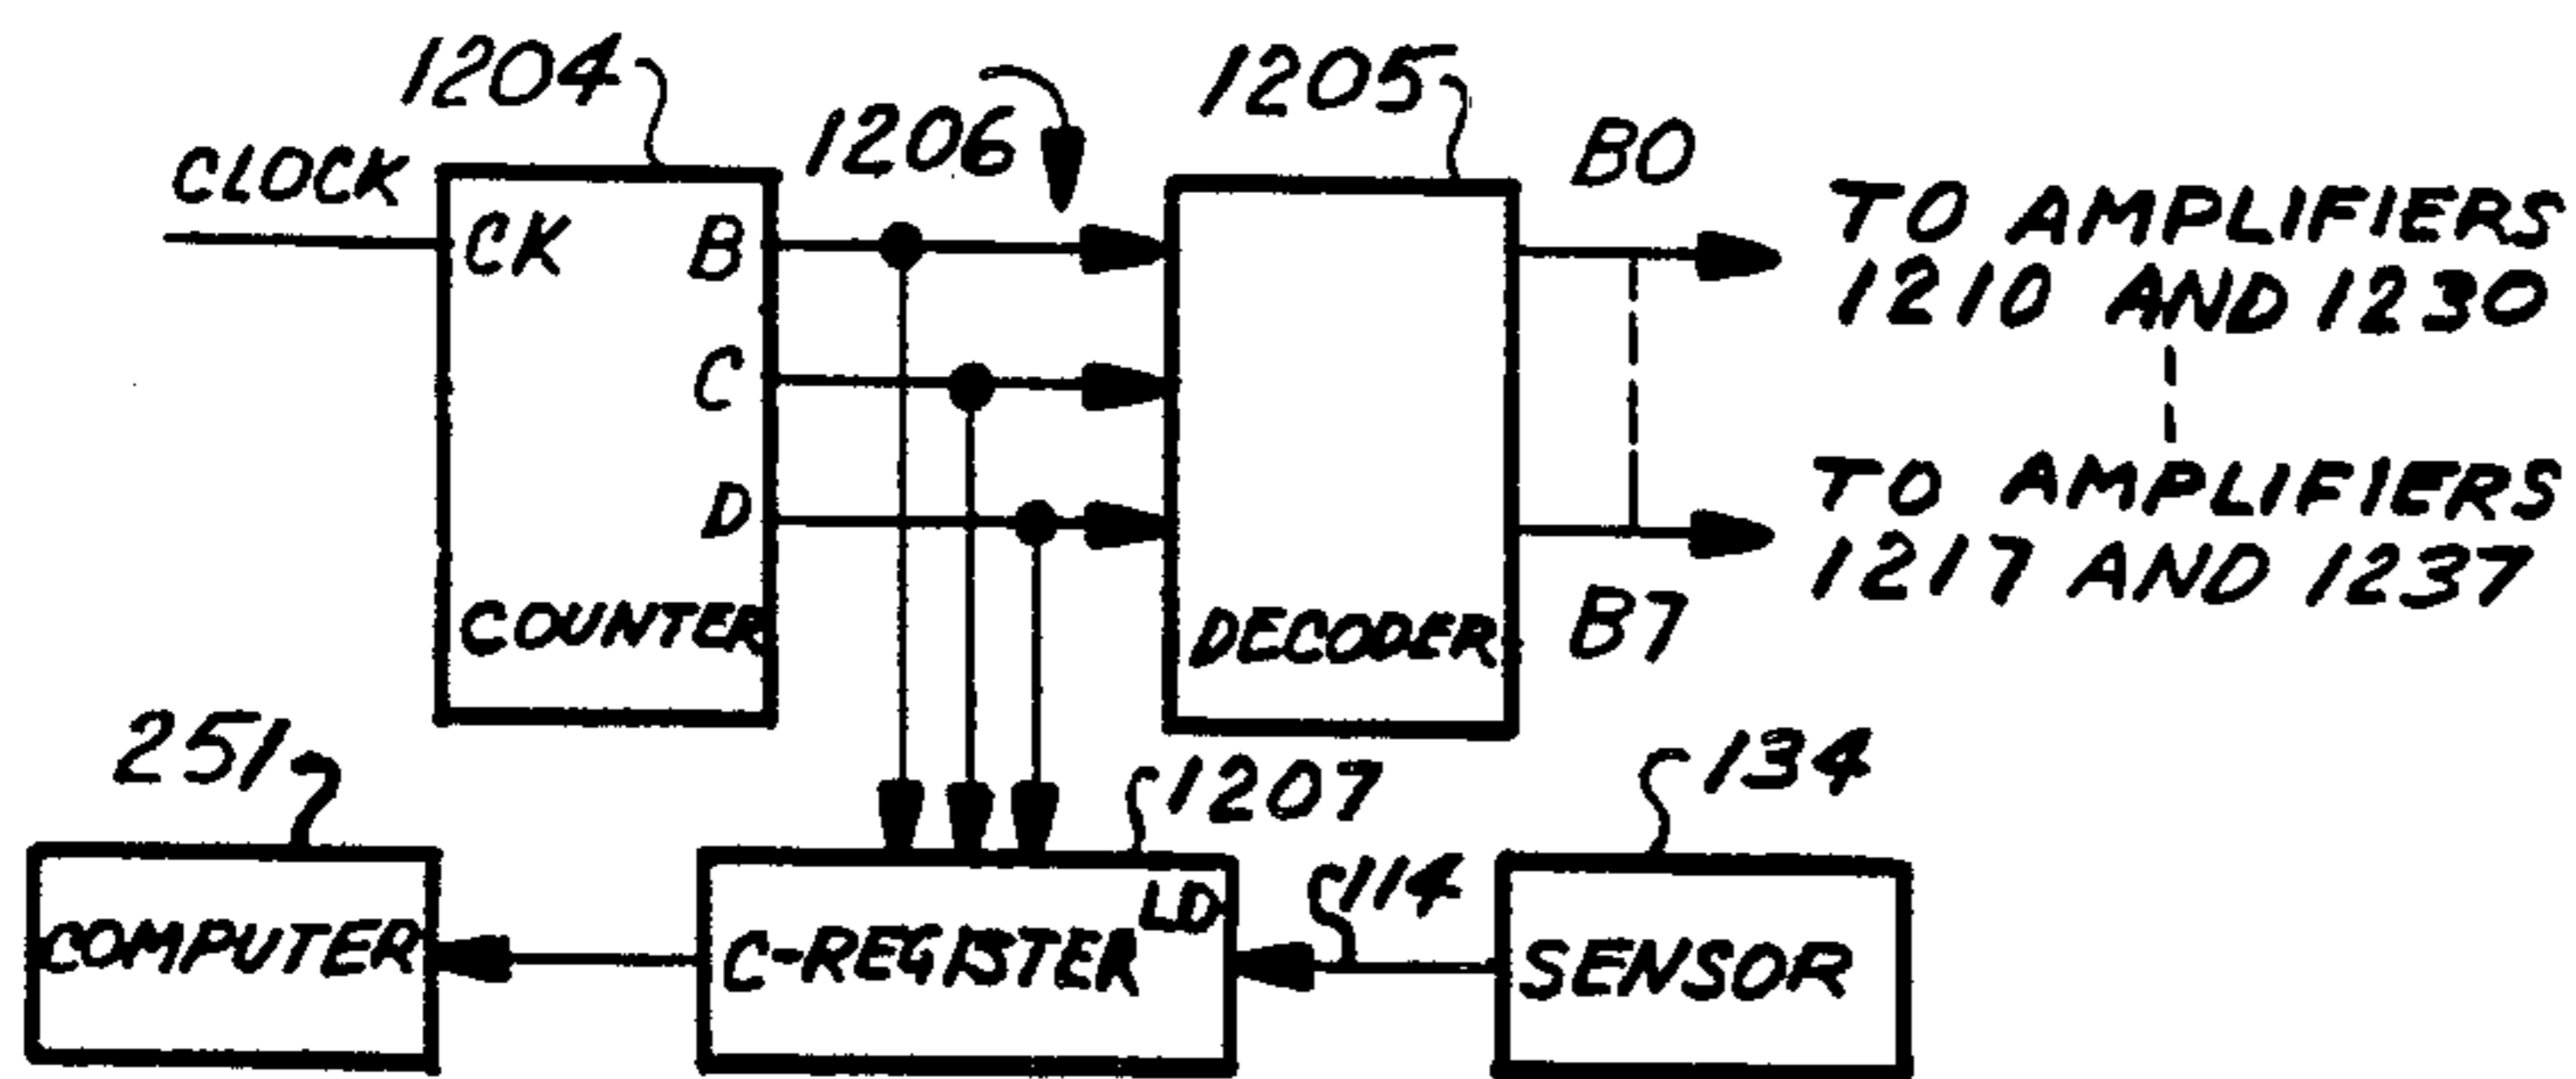 1204
1206
1205
B0
CLOCK
CK
B
TO AMPLIFIERS
1210 AND 1230
C
D
TO AMPLIFIERS
1217 AND 1237
COUNTER
DECODER
B7
251
1207
134
COMPUTER
C-REGISTER
LD
114
SENSOR